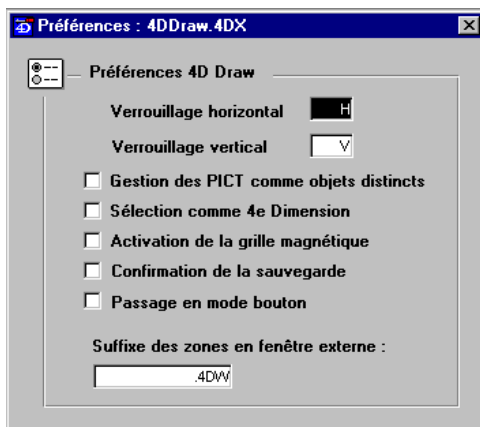 Préférences : 4DDraw.4DX
Préférences 4D Draw
Verrouillage horizontal H
Verrouillage vertical V
Gestion des PICT comme objets distincts
Sélection comme 4e Dimension
Activation de la grille magnétique
Confirmation de la sauvegarde
Passage en mode bouton
Suffixe des zones en fenêtre externe :
.4DW